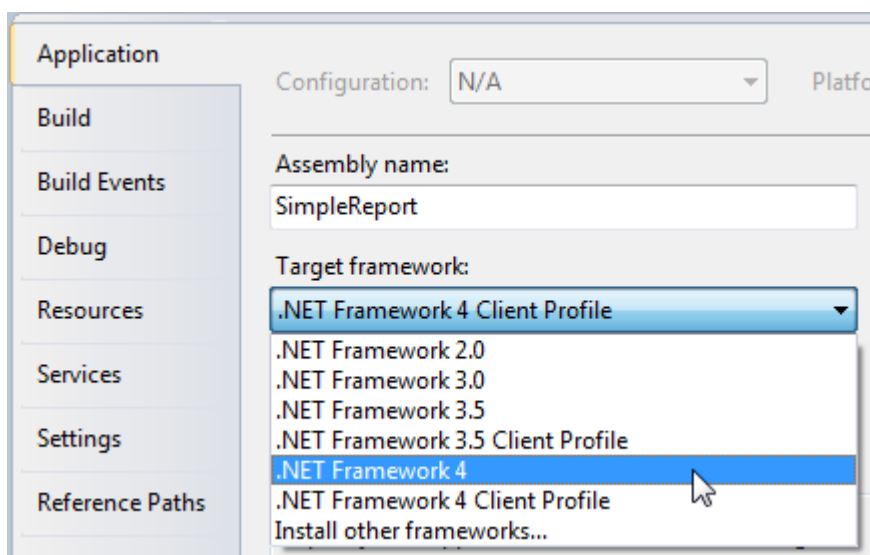 Application
Build
Build Events
Debug
Resources
Services
Settings
Reference Paths
Configuration: N/A
Assembly name:
SimpleReport
Target framework:
.NET Framework 4 Client Profile
.NET Framework 2.0
.NET Framework 3.0
.NET Framework 3.5
.NET Framework 3.5 Client Profile
.NET Framework 4
.NET Framework 4 Client Profile
Install other frameworks...